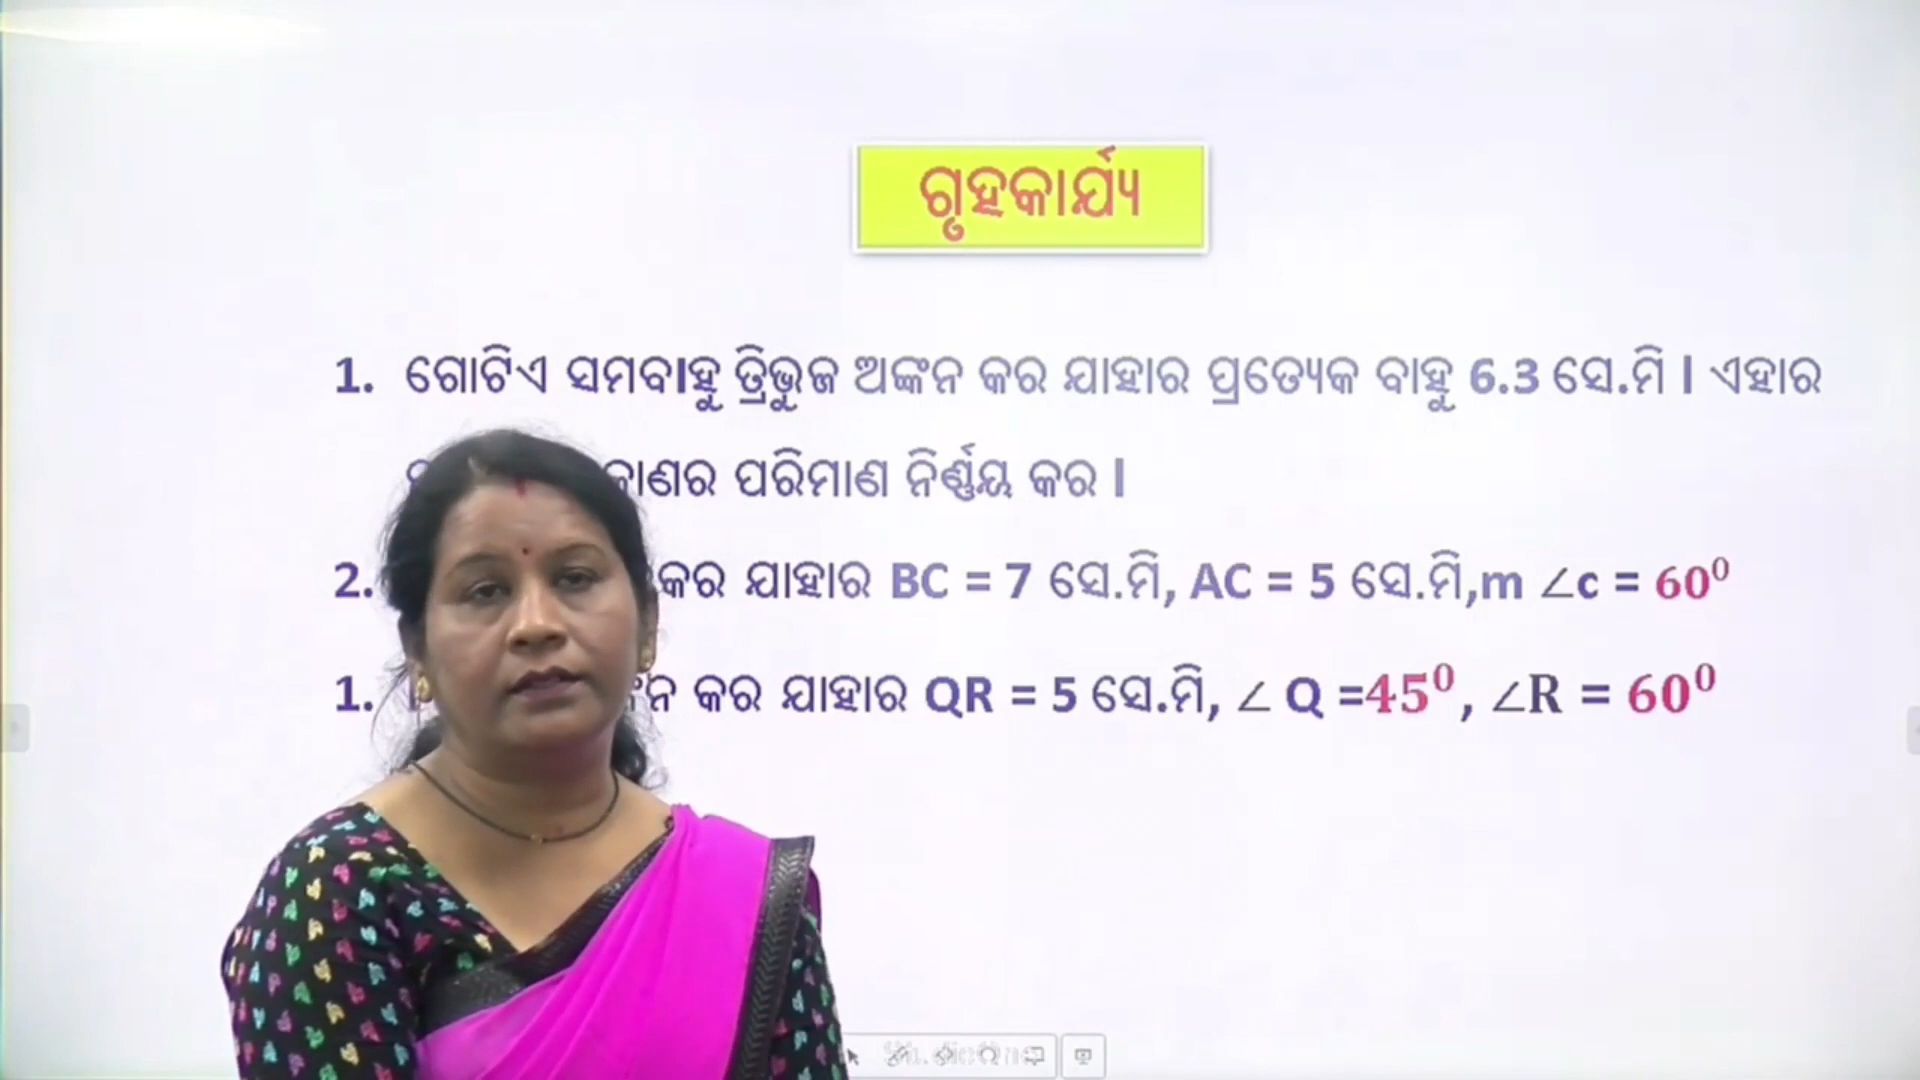 ଗୃହକାର୍ଯ୍ୟ
1. ଗୋଟିଏ ସମବାହୁ ତ୍ରିଭୁଜ ଅଙ୍କନ କର ଯାହାର ପ୍ରତ୍ୟେକ ବାହୁ 6.3 ସେ.ମି l ଏହାର
ପରିମାଣ ନିର୍ଣ୍ଣୟ କର l
2. କର ଯାହାର BC = 7 ସେ.ମି, AC = 5 ସେ.ମି,m ∠c = 60⁰
1. କର ଯାହାର QR = 5 ସେ.ମି, ∠ Q =45⁰, ∠R = 60⁰